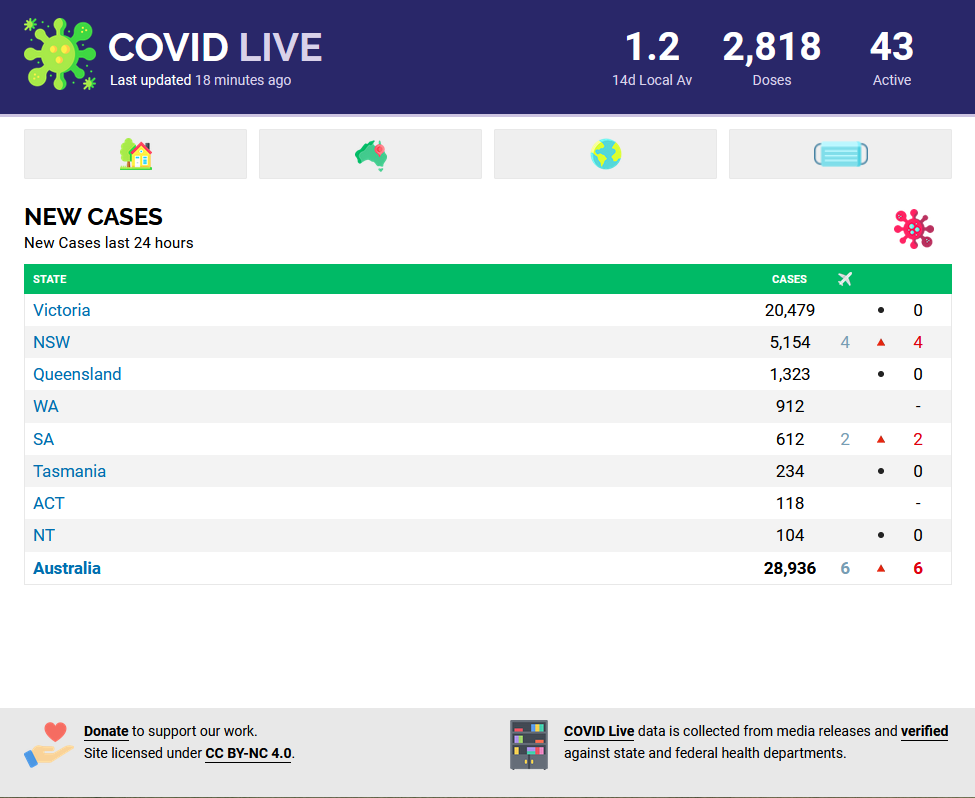 COVID LIVE
Last updated 18 minutes ago
1.2 2,818 43
14d Local Av Doses Active
NEW CASES
New Cases last 24 hours
STATE CASES
Victoria 20,479 • 0
NSW 5,154 4 ▲ 4
Queensland 1,323 • 0
WA 912 -
SA 612 2 ▲ 2
Tasmania 234 • 0
ACT 118 -
NT 104 • 0
Australia 28,936 6 ▲ 6
Donate to support our work.
Site licensed under CC BY-NC 4.0.
COVID Live data is collected from media releases and verified
against state and federal health departments.